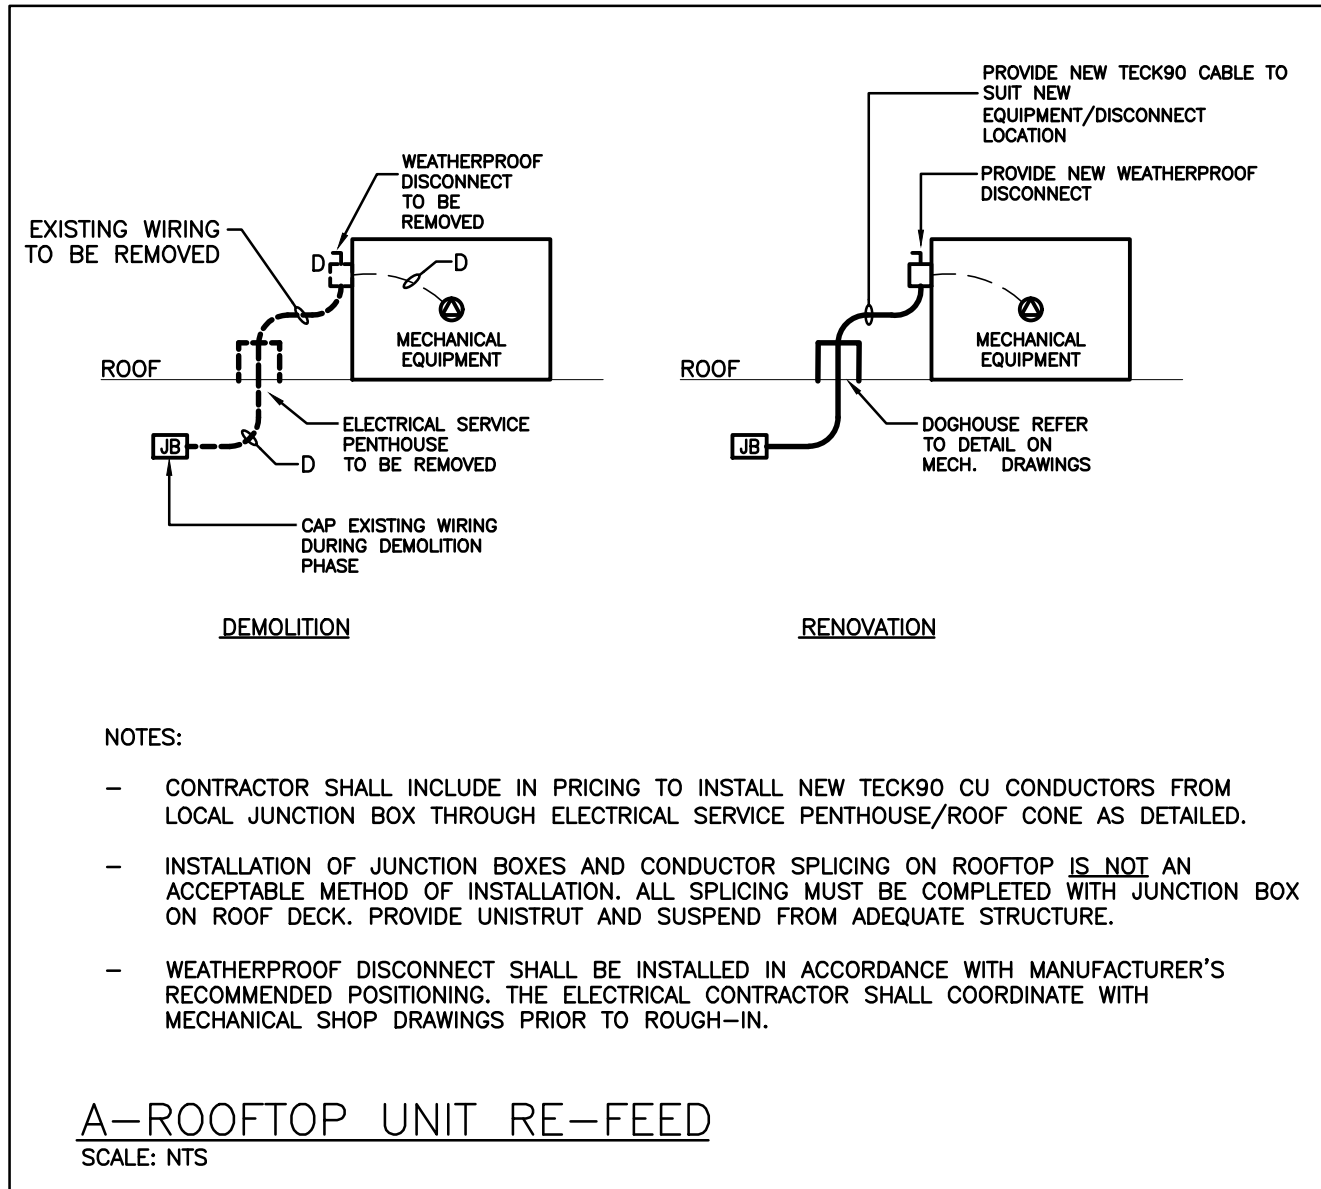 WEATHERPROOF
DISCONNECT
TO BE
REMOVED
EXISTING WIRING
TO BE REMOVED
D
D
MECHANICAL
EQUIPMENT
ROOF
ELECTRICAL SERVICE
PENTHOUSE
TO BE REMOVED
JB
D
CAP EXISTING WIRING
DURING DEMOLITION
PHASE
DEMOLITION
PROVIDE NEW TECK90 CABLE TO
SUIT NEW
EQUIPMENT/DISCONNECT
LOCATION
PROVIDE NEW WEATHERPROOF
DISCONNECT
MECHANICAL
EQUIPMENT
ROOF
DOGHOUSE REFER
TO DETAIL ON
MECH. DRAWINGS
JB
RENOVATION
NOTES:
– CONTRACTOR SHALL INCLUDE IN PRICING TO INSTALL NEW TECK90 CU CONDUCTORS FROM
LOCAL JUNCTION BOX THROUGH ELECTRICAL SERVICE PENTHOUSE/ROOF CONE AS DETAILED.
– INSTALLATION OF JUNCTION BOXES AND CONDUCTOR SPLICING ON ROOFTOP IS NOT AN
ACCEPTABLE METHOD OF INSTALLATION. ALL SPLICING MUST BE COMPLETED WITH JUNCTION BOX
ON ROOF DECK. PROVIDE UNISTRUT AND SUSPEND FROM ADEQUATE STRUCTURE.
– WEATHERPROOF DISCONNECT SHALL BE INSTALLED IN ACCORDANCE WITH MANUFACTURER'S
RECOMMENDED POSITIONING. THE ELECTRICAL CONTRACTOR SHALL COORDINATE WITH
MECHANICAL SHOP DRAWINGS PRIOR TO ROUGH–IN.
A–ROOFTOP UNIT RE–FEED
SCALE: NTS